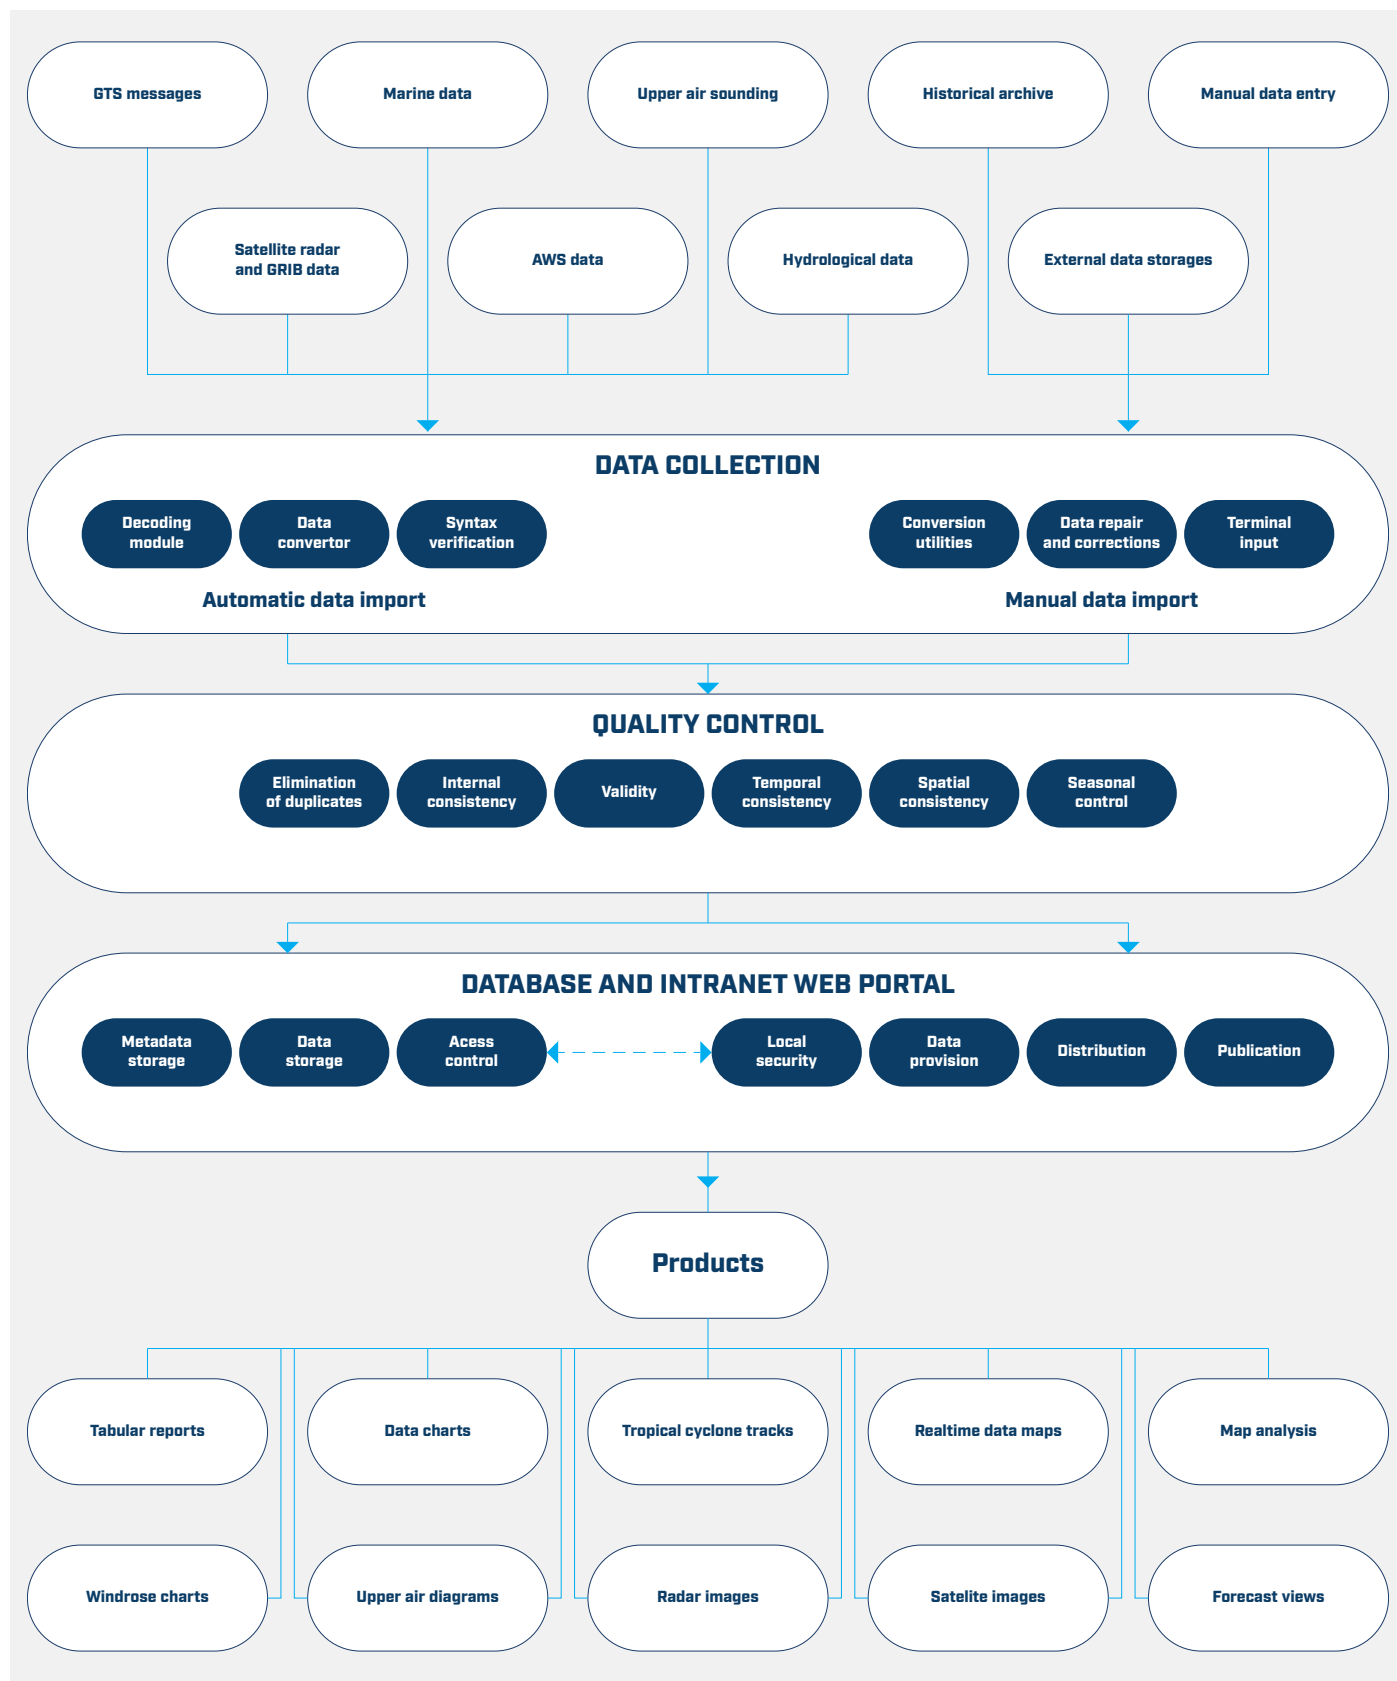 GTS messages
Marine data
Upper air sounding
Historical archive
Manual data entry
Satellite radar
and GRIB data
AWS data
Hydrological data
External data storages
DATA COLLECTION
Decoding
module
Data
convertor
Syntax
verification
Conversion
utilities
Data repair
and corrections
Terminal
input
Automatic data import
Manual data import
QUALITY CONTROL
Elimination
of duplicates
Internal
consistency
Validity
Temporal
consistency
Spatial
consistency
Seasonal
control
DATABASE AND INTRANET WEB PORTAL
Metadata
storage
Data
storage
Acess
control
Local
security
Data
provision
Distribution
Publication
Products
Tabular reports
Data charts
Tropical cyclone tracks
Realtime data maps
Map analysis
Windrose charts
Upper air diagrams
Radar images
Satelite images
Forecast views